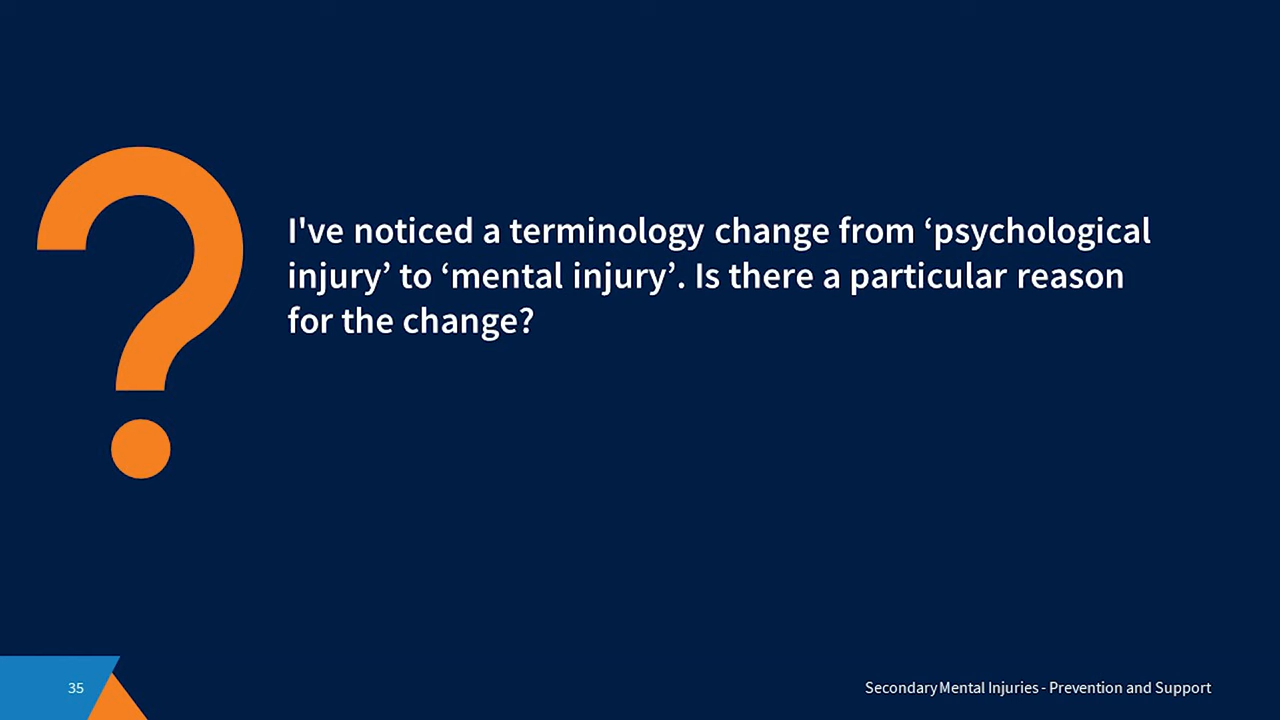 I've noticed a terminology change from ‘psychological
injury’ to ‘mental injury’. Is there a particular reason
for the change?
35
Secondary Mental Injuries - Prevention and Support